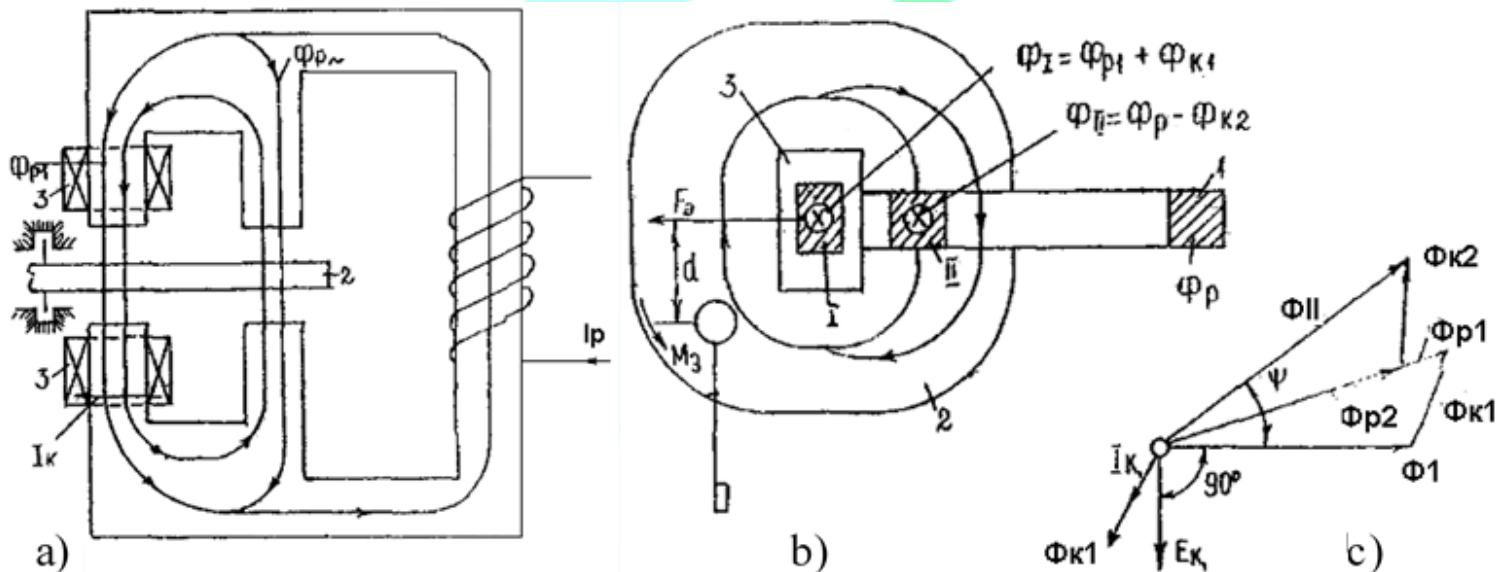 φр~
φр1
3
2
3
Iк
Iр
a)
3
φI = φр1 + φк1
φII = φр - φк2
1
Fэ
d
II
I
φр
Mз
2
b)
Фк2
ФII
Фр1
ψ
Фр2
Фк1
İк
Ф1
90°
Фк1
Eк
c)